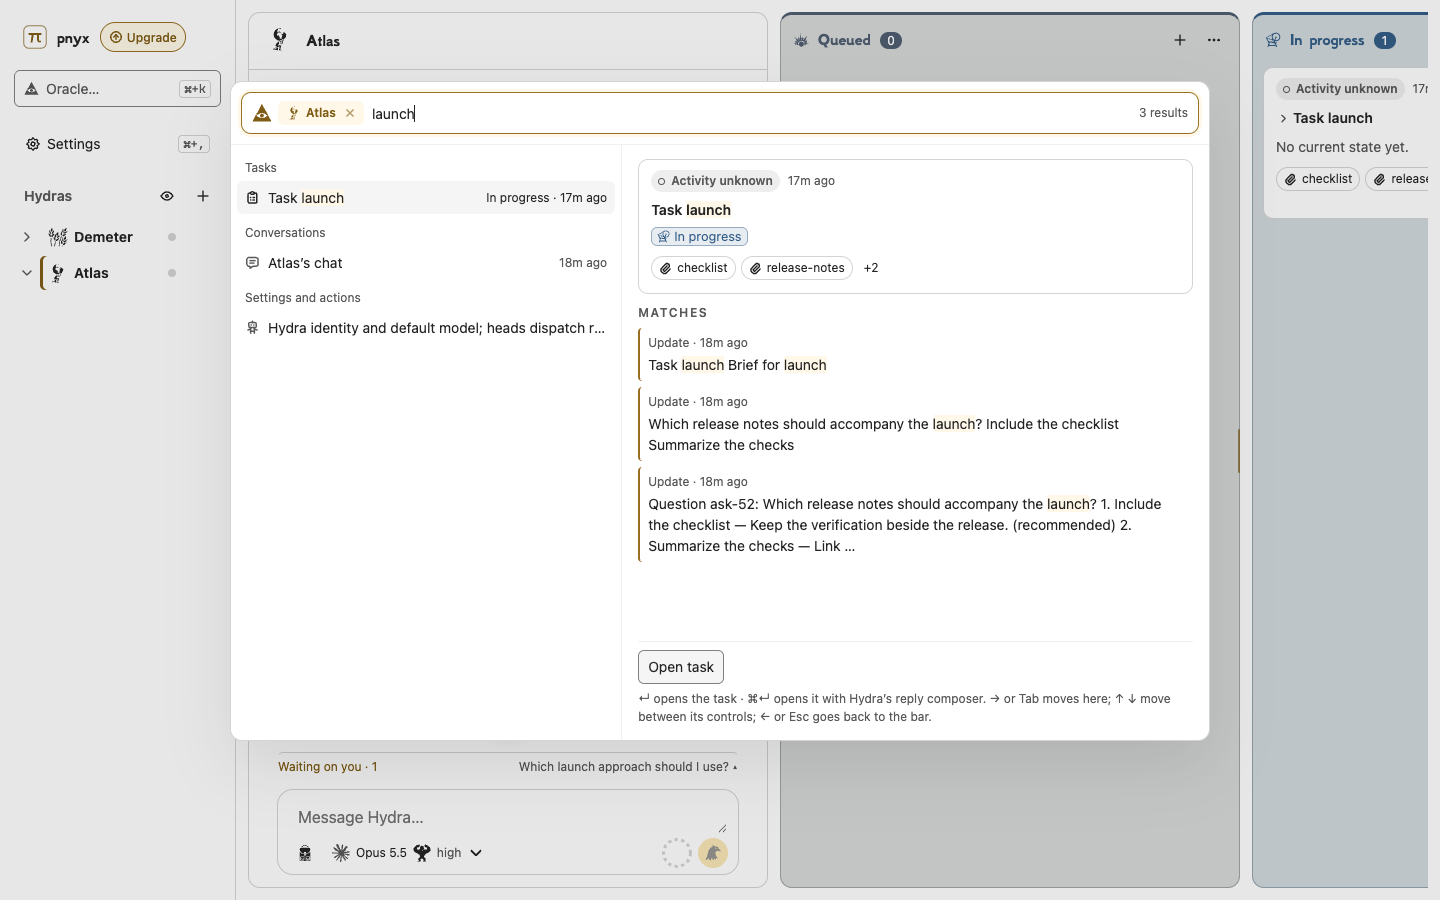 pnyx
Upgrade
Oracle…
⌘+K
Settings
⌘+,
Hydras
Demeter
Atlas
Atlas
Queued 0
In progress 1
Activity unknown 17
Task launch
No current state yet.
checklist
release
Atlas × launch
3 results
Tasks
Task launch
In progress · 17m ago
Conversations
Atlas’s chat
18m ago
Settings and actions
Hydra identity and default model; heads dispatch r…
Activity unknown 17m ago
Task launch
In progress
checklist release-notes +2
MATCHES
Update · 18m ago
Task launch Brief for launch
Update · 18m ago
Which release notes should accompany the launch? Include the checklist
Summarize the checks
Update · 18m ago
Question ask-52: Which release notes should accompany the launch? 1. Include
the checklist — Keep the verification beside the release. (recommended) 2.
Summarize the checks — Link …
Open task
↵ opens the task · ⌘↵ opens it with Hydra’s reply composer. → or Tab moves here; ↑ ↓ move
between its controls; ← or Esc goes back to the bar.
Waiting on you · 1
Which launch approach should I use?
Message Hydra…
Opus 5.5 high